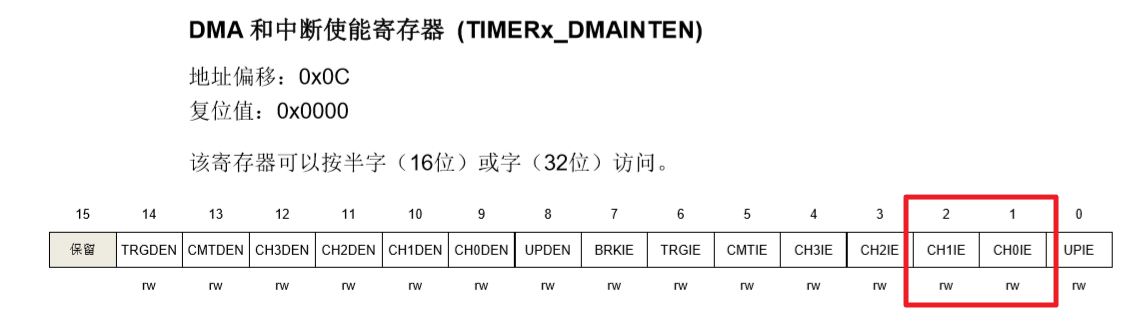 DMA 和中断使能寄存器 (TIMERx_DMAINTEN)
地址偏移：0x0C
复位值：0x0000
该寄存器可以按半字（16位）或字（32位）访问。
15 14 13 12 11 10 9 8 7 6 5 4 3 2 1 0
保留 TRGDEN CMTDEN CH3DEN CH2DEN CH1DEN CH0DEN UPDEN BRKIE TRGIE CMTIE CH3IE CH2IE CH1IE CH0IE UPIE
rw rw rw rw rw rw rw rw rw rw rw rw rw rw rw